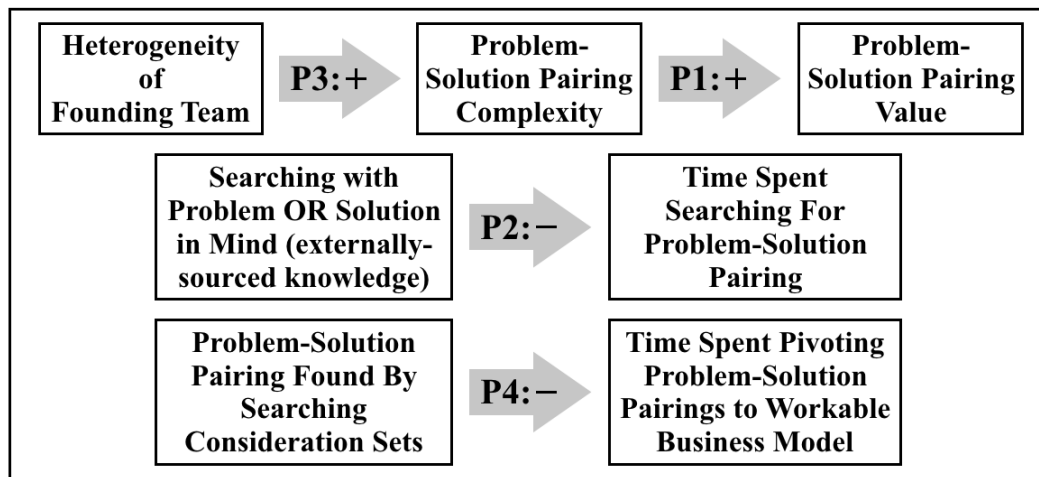 Heterogeneity
of
Founding Team
P3:+
Problem-
Solution Pairing
Complexity
P1:+
Problem-
Solution Pairing
Value
Searching with
Problem OR Solution
in Mind (externally-
sourced knowledge)
P2:−
Time Spent
Searching For
Problem-Solution
Pairing
Problem-Solution
Pairing Found By
Searching
Consideration Sets
P4:−
Time Spent Pivoting
Problem-Solution
Pairings to Workable
Business Model